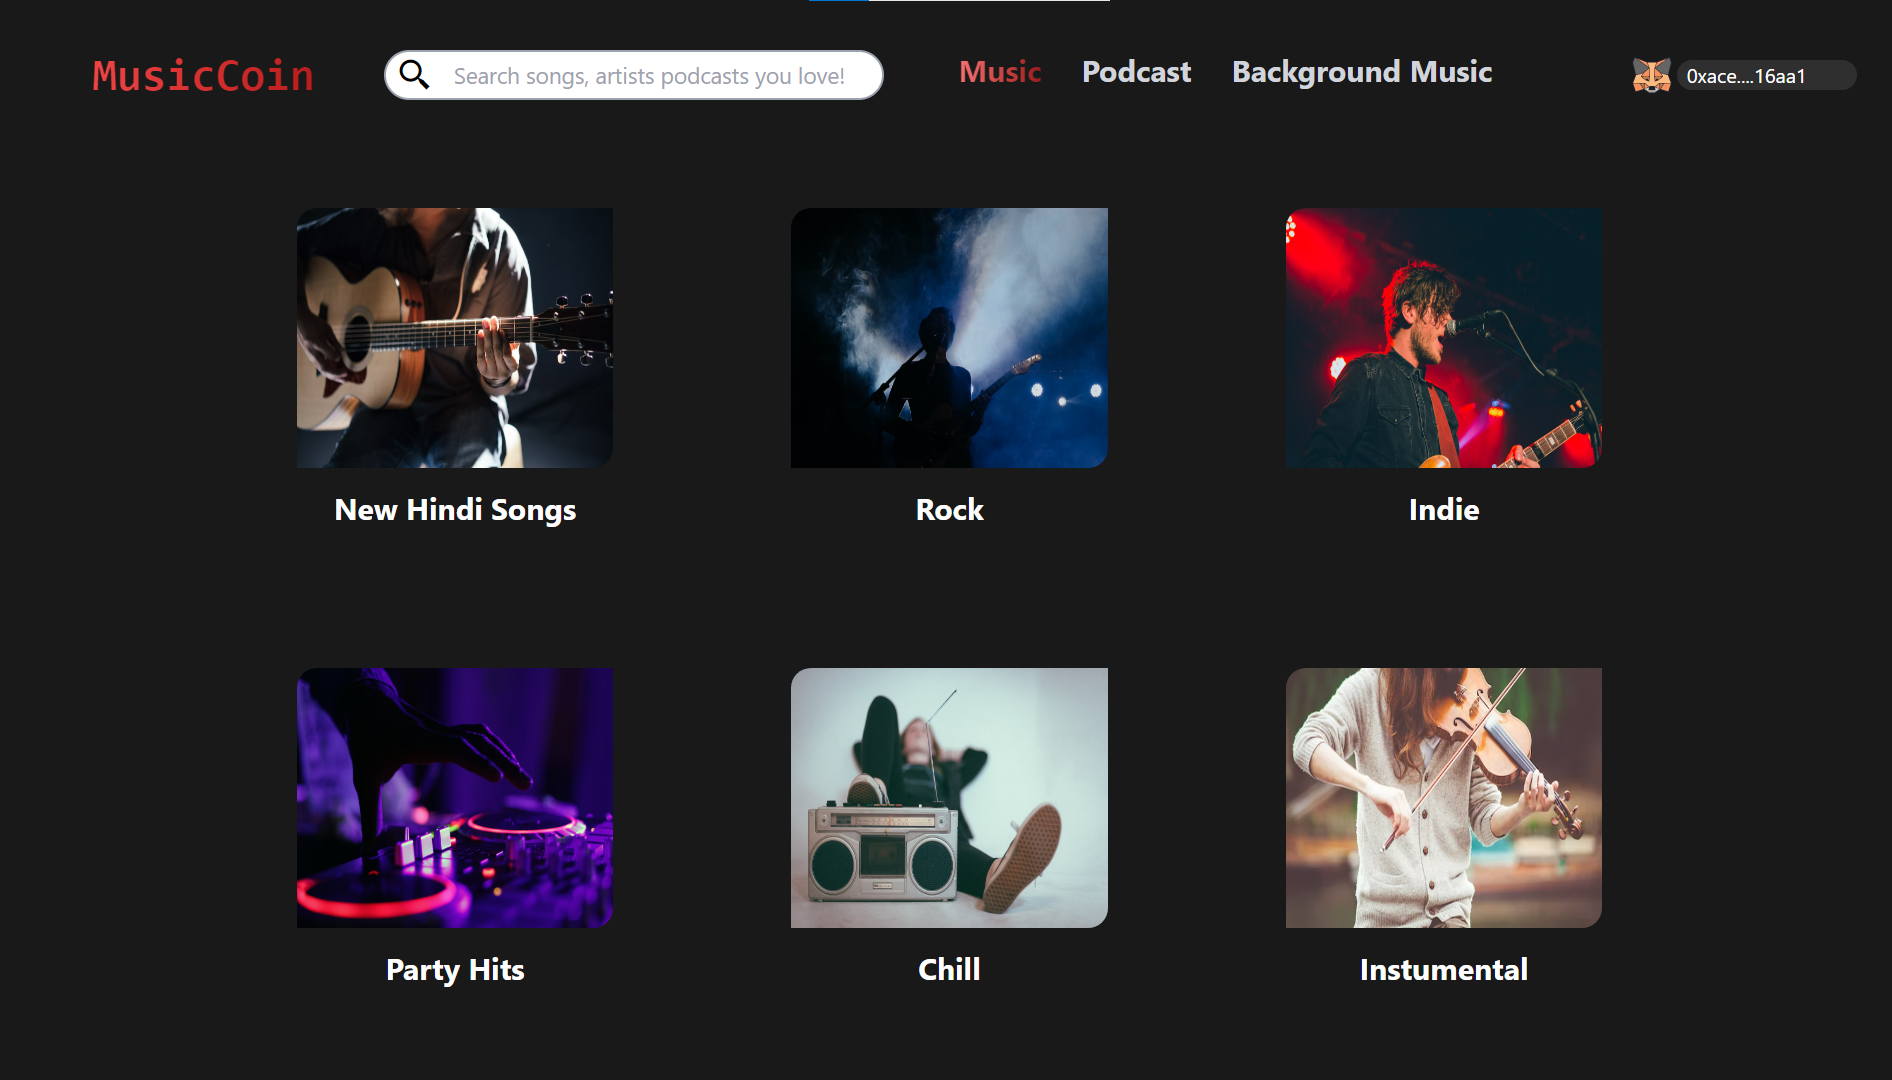 MusicCoin
Search songs, artists podcasts you love!
Music
Podcast
Background Music
0xace....16aa1
New Hindi Songs
Rock
Indie
Party Hits
Chill
Instumental